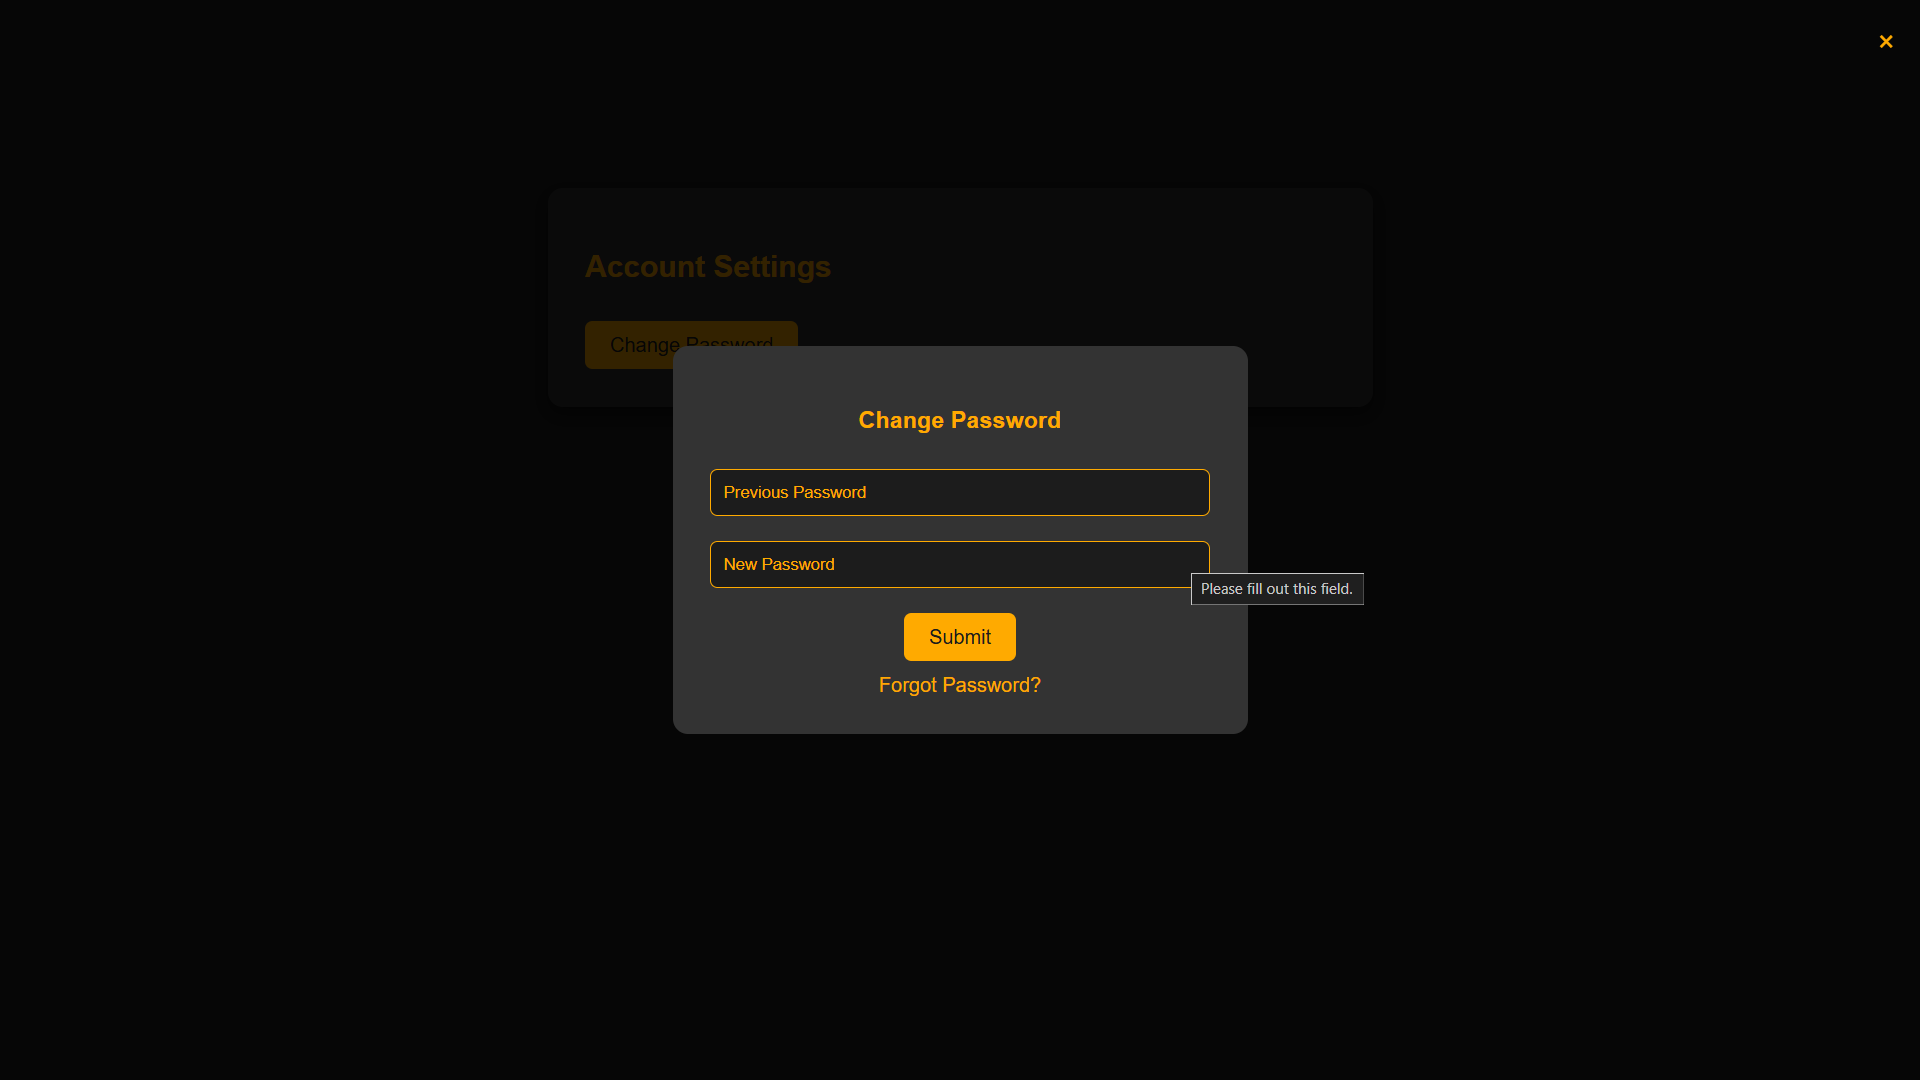 ×
Account Settings
Change Password
Change Password
Previous Password
New Password
Please fill out this field.
Submit
Forgot Password?